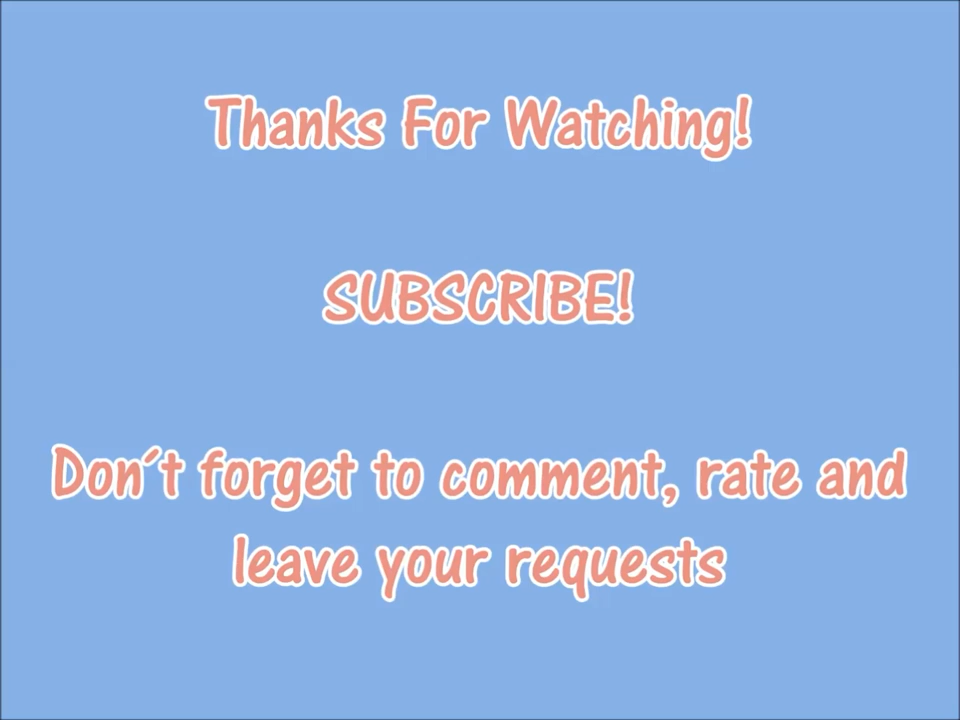 Thanks For Watching!
SUBSCRIBE!
Don´t forget to comment, rate and
leave your requests